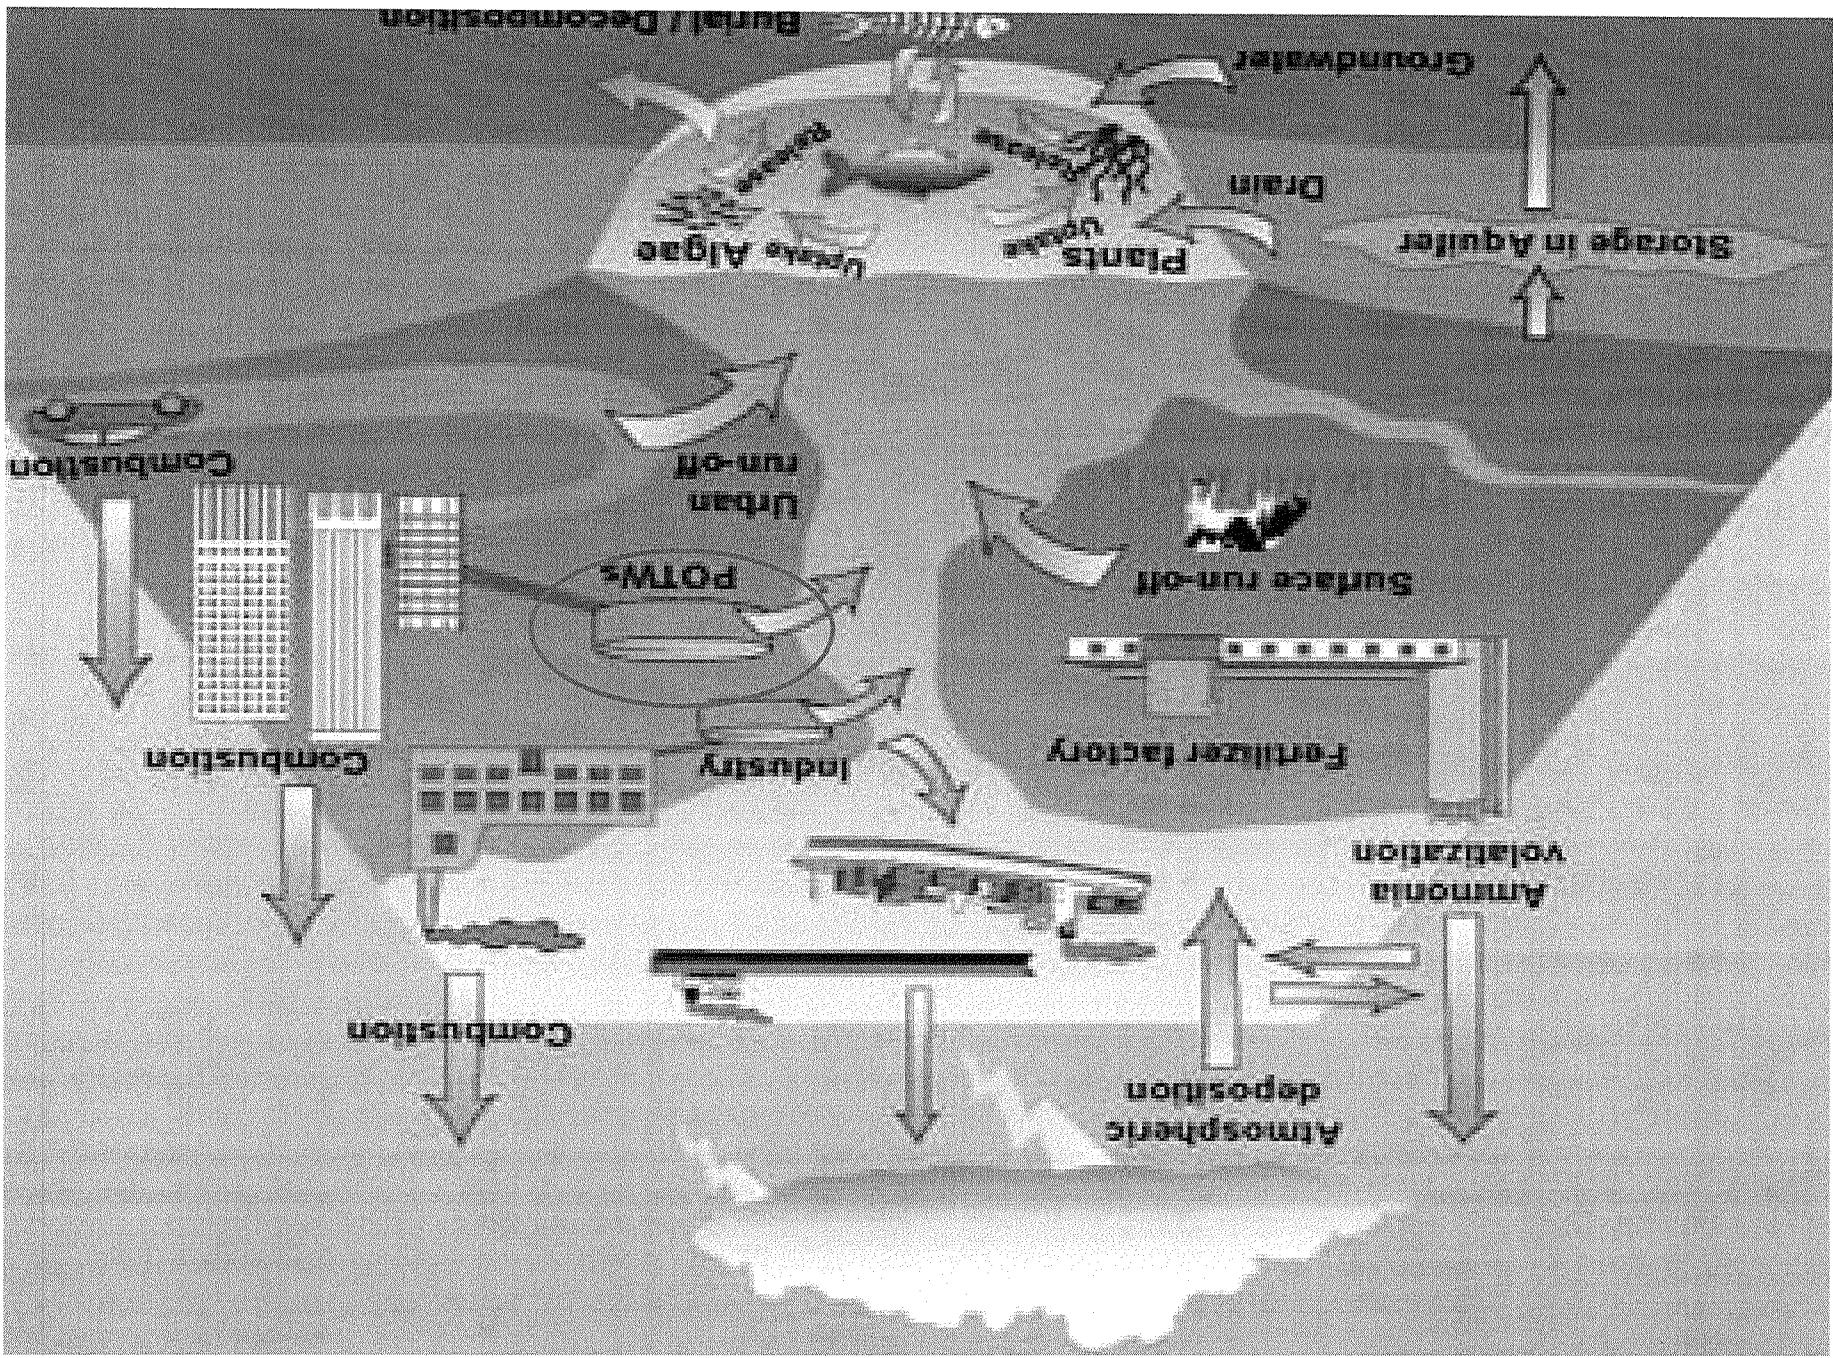 Atmospheric
deposition
Combustion
Ammonia
volatization
Combustion
Industry
Fertilizer factory
POTWs
Surface run-off
Urban
run-off
Combustion
Plants
Uptake
Uptake
Algae
Storage in Aquifer
Drain
Release
Release
Groundwater
Burial / Decomposition